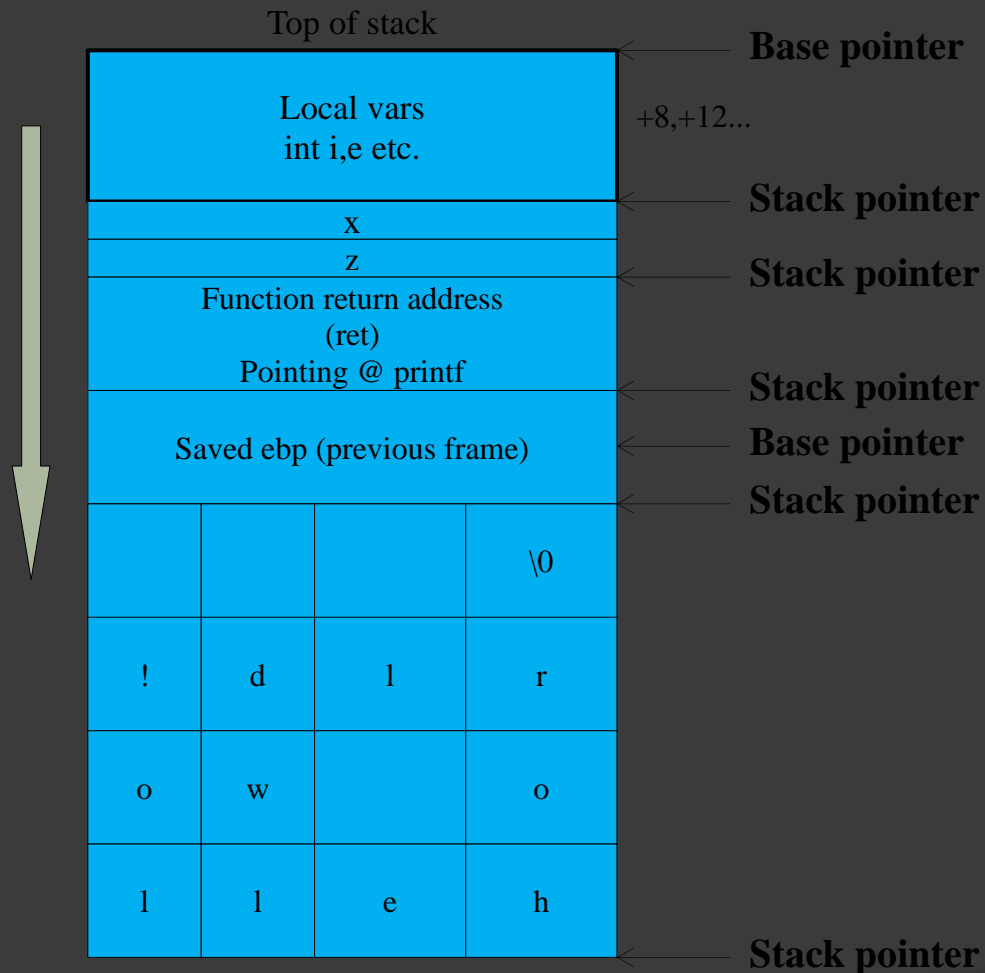 Top of stack
Base pointer
Local vars
int i,e etc.
+8,+12...
Stack pointer
x
z
Stack pointer
Function return address
(ret)
Pointing @ printf
Stack pointer
Saved ebp (previous frame)
Base pointer
Stack pointer
\0
! d l r
o w o
l l e h
Stack pointer